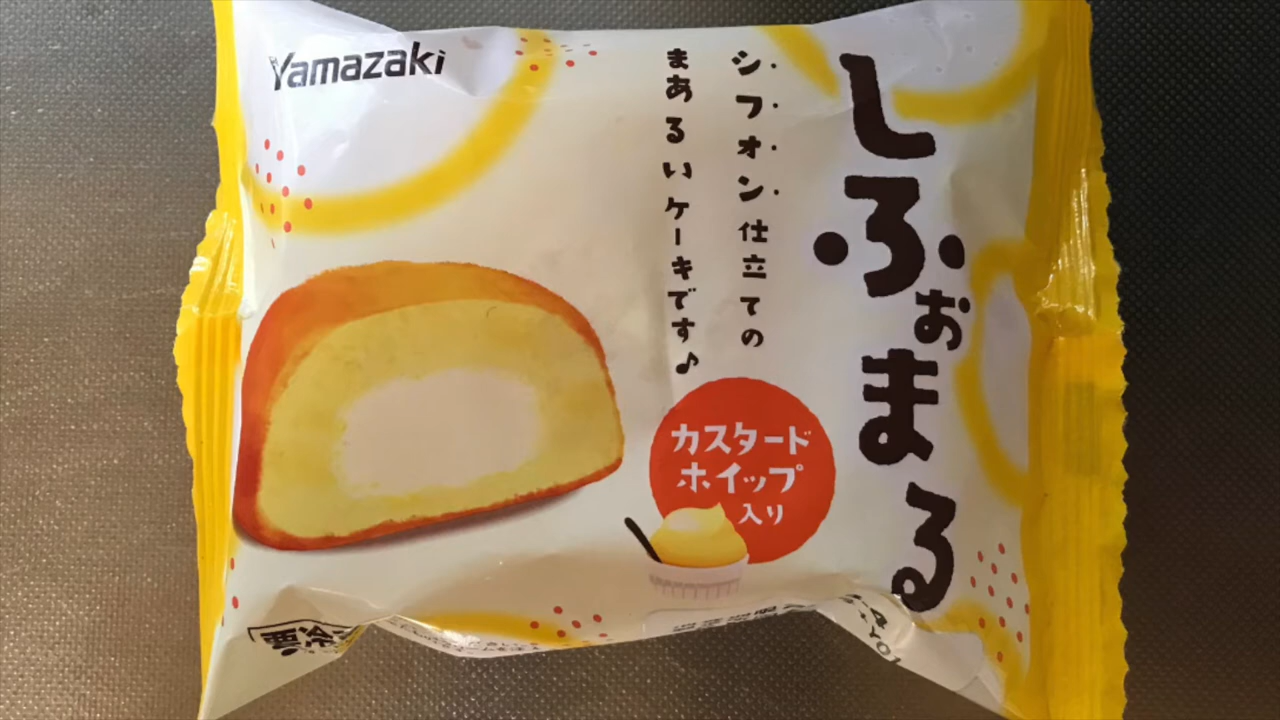 Yamazaki
しふぉまる
シフォン仕立ての
まあるいケーキです♪
カスタード
ホイップ
入り